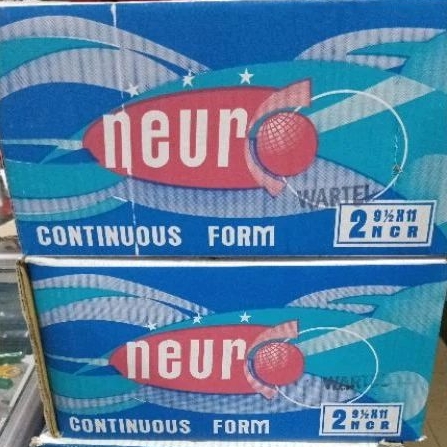 neuro
WARTEL
CONTINUOUS FORM
2 9½X11
NCR
neuro
WARTEL
CONTINUOUS FORM
2 9½X11
NCR